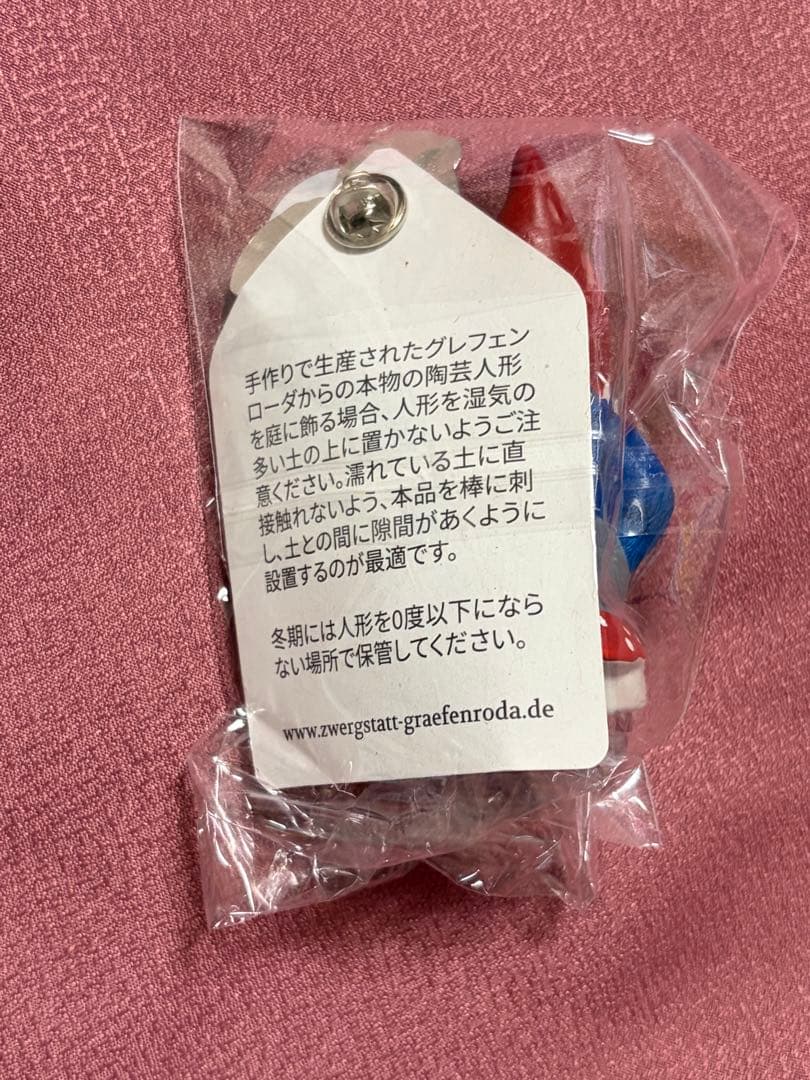 手作りで生産されたグレフェン
ローダからの本物の陶芸人形
を庭に飾る場合、人形を湿気の
多い土の上に置かないようご注
意ください。濡れている土に直
接触れないよう、本品を棒に刺
し、土との間に隙間があくように
設置するのが最適です。
冬期には人形を0度以下になら
ない場所で保管してください。
www.zwergstatt-graefenroda.de